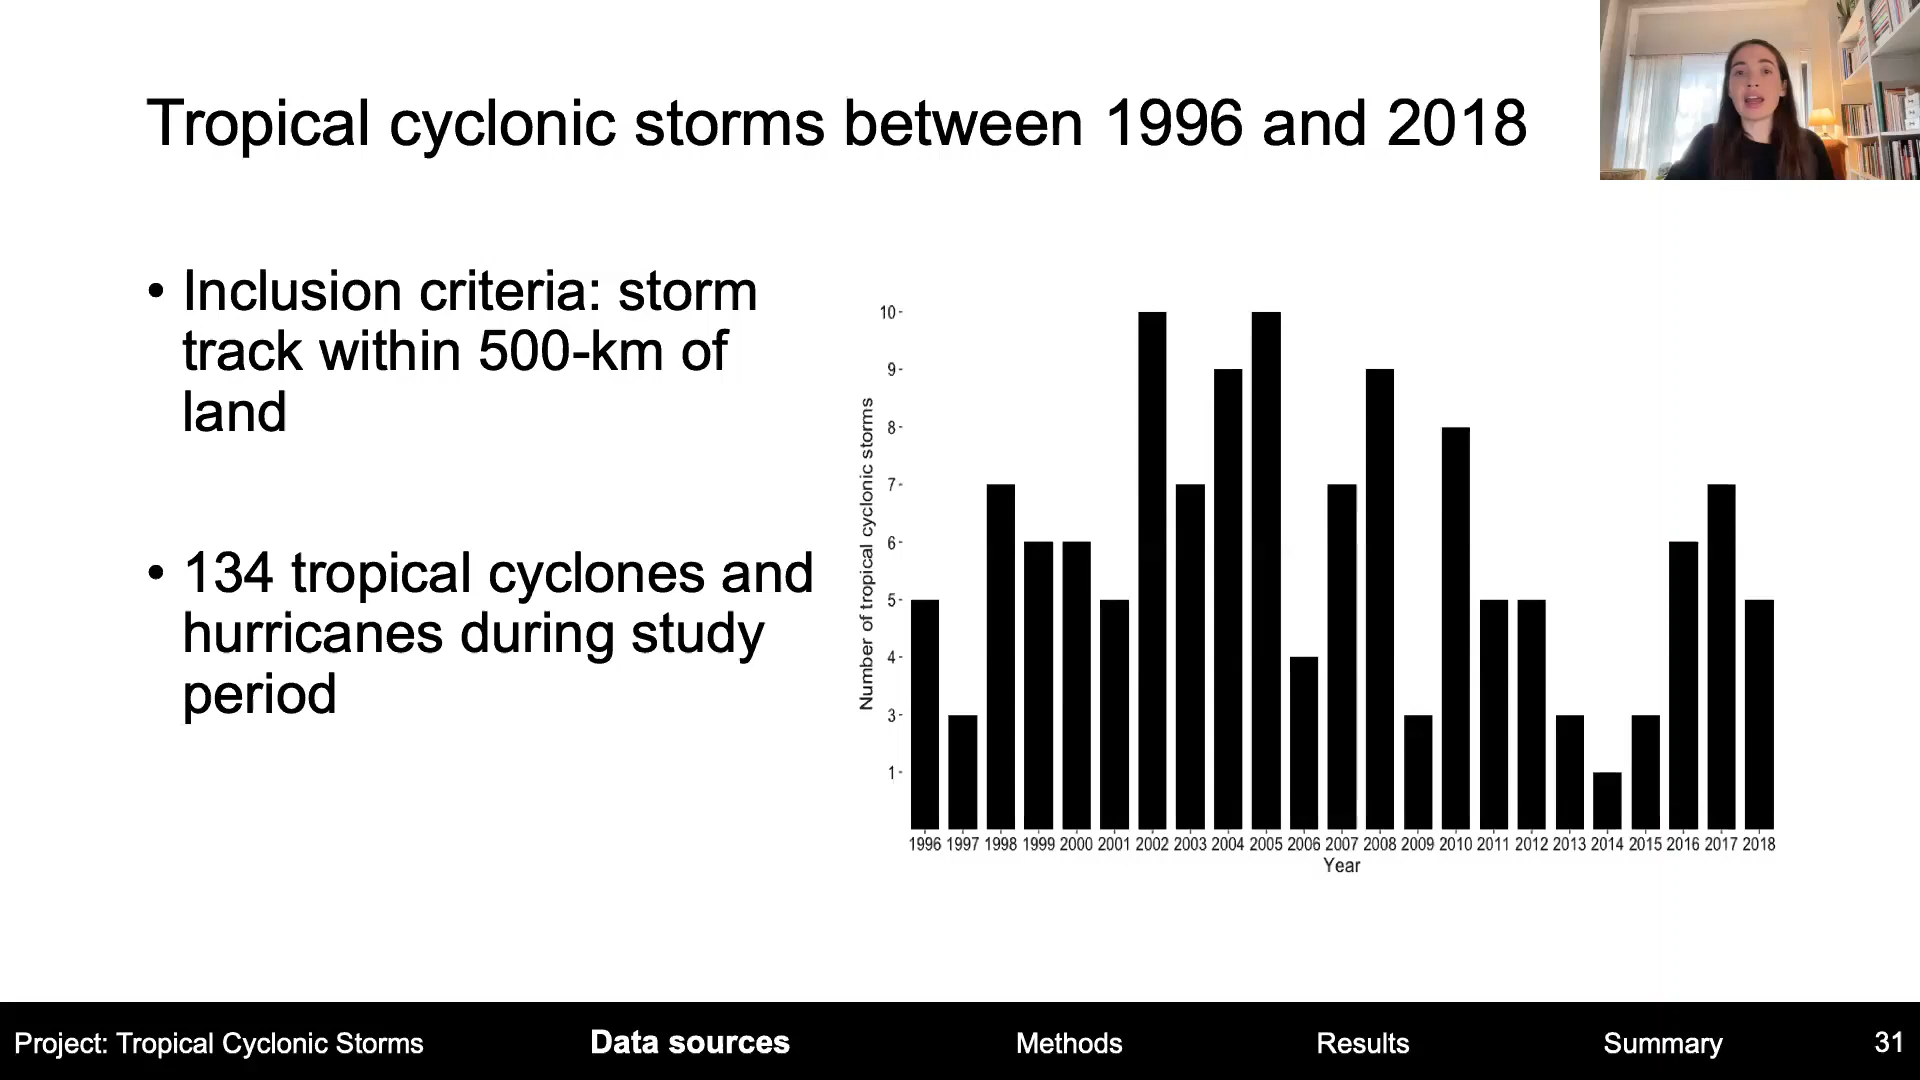 Tropical cyclonic storms between 1996 and 2018
• Inclusion criteria: storm
track within 500-km of
land
• 134 tropical cyclones and
hurricanes during study
period
Number of tropical cyclonic storms
10
9
8
7
6
5
4
3
1
1996 1997 1998 1999 2000 2001 2002 2003 2004 2005 2006 2007 2008 2009 2010 2011 2012 2013 2014 2015 2016 2017 2018
Year
Project: Tropical Cyclonic Storms Data sources Methods Results Summary 31